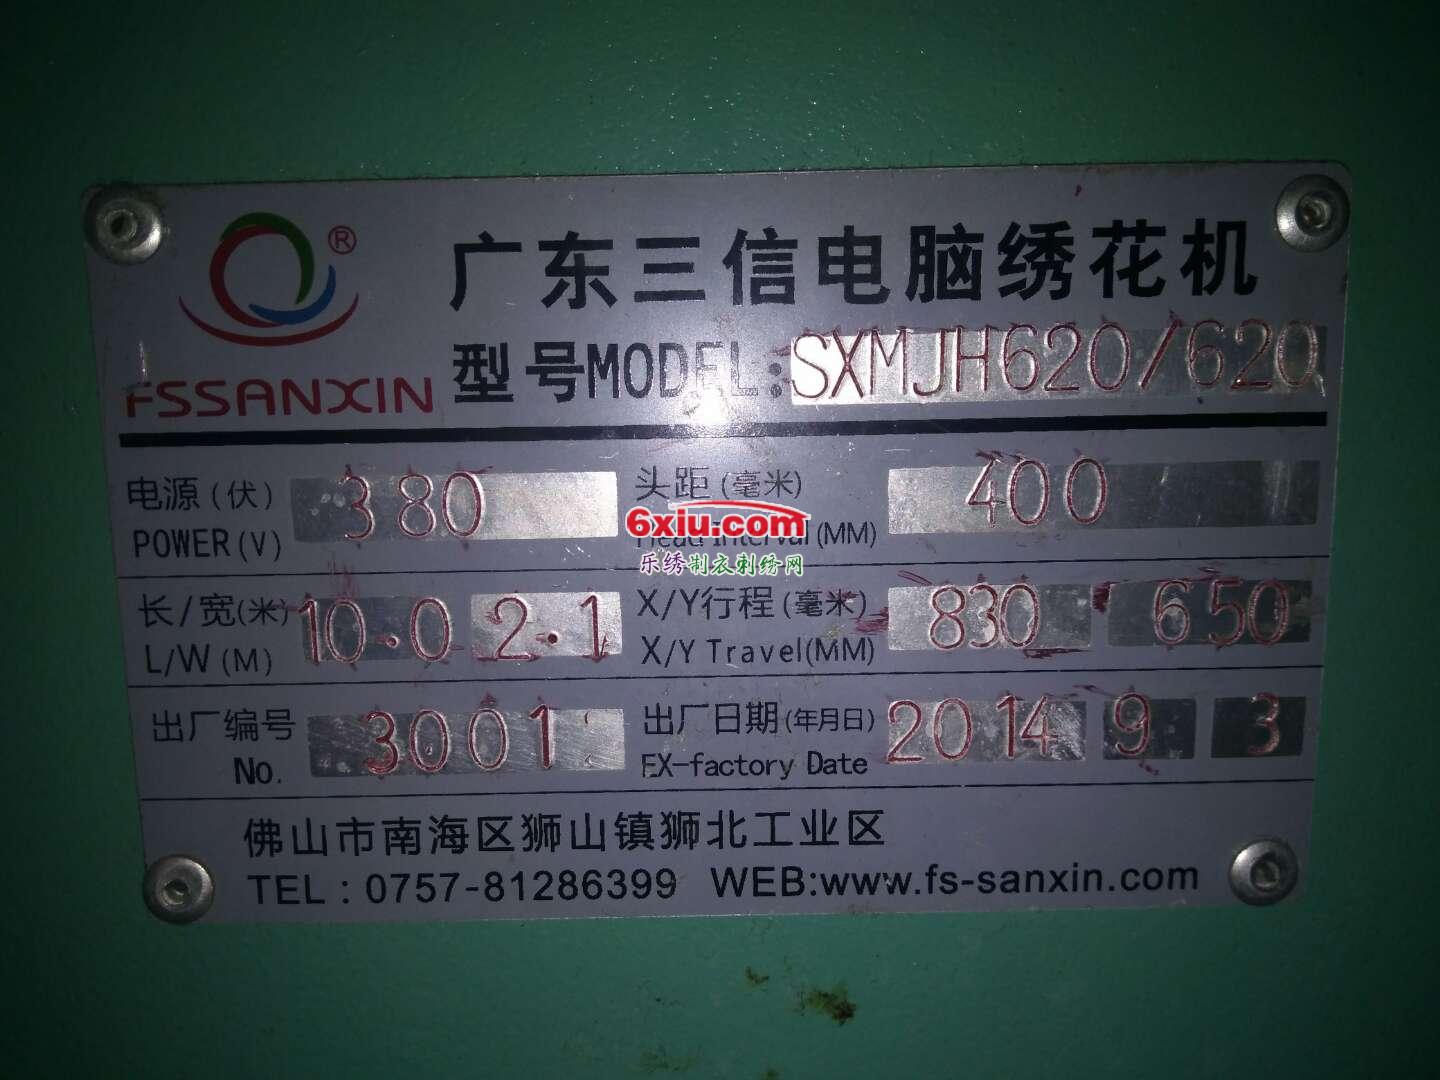 ®
FSSANXIN
广东三信电脑绣花机
型号MODEL: SXMJH620/620
电源(伏) 380 头距(毫米) 400
POWER(V) Head Interval(MM)
6xiu.com
乐绣制衣刺绣网
长/宽(米) 10.0 2.1 X/Y行程(毫米) 830 650
L/W(M) X/Y Travel(MM)
出厂编号 3001 出厂日期(年月日) 2014 9 3
No. EX-factory Date
佛山市南海区狮山镇狮北工业区
TEL: 0757-81286399 WEB:www.fs-sanxin.com